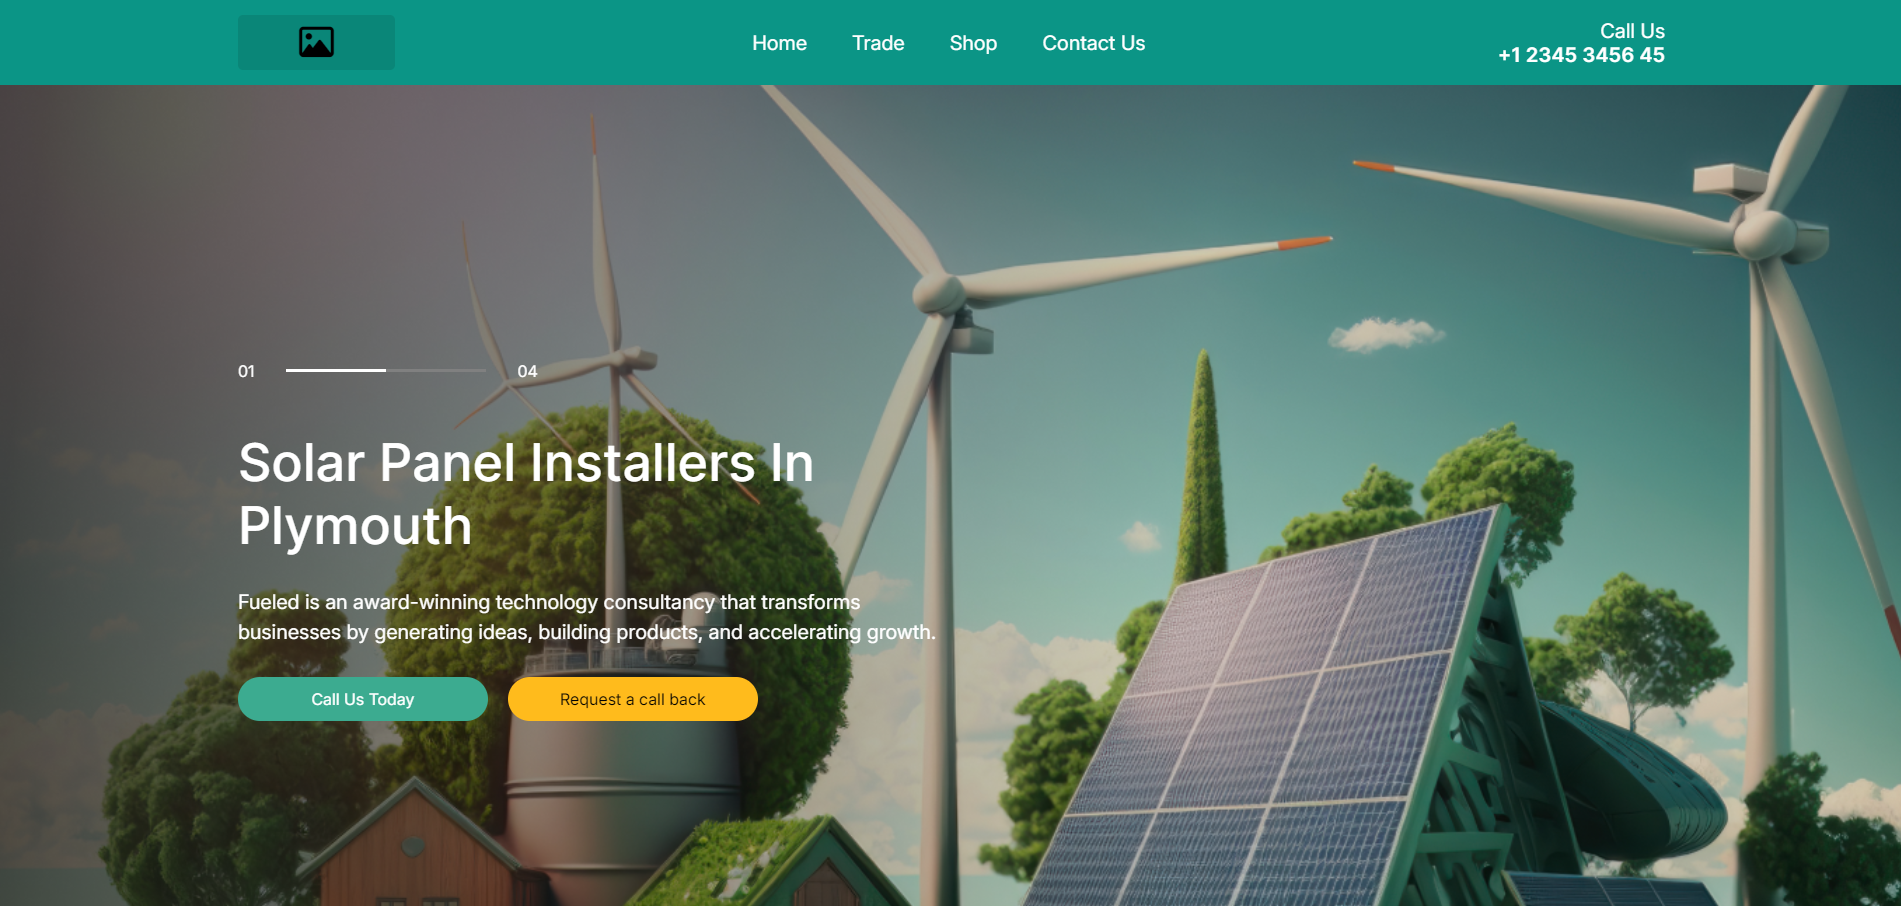 Home Trade Shop Contact Us
Call Us
+1 2345 3456 45
01 04
Solar Panel Installers In
Plymouth
Fueled is an award-winning technology consultancy that transforms
businesses by generating ideas, building products, and accelerating growth.
Call Us Today Request a call back